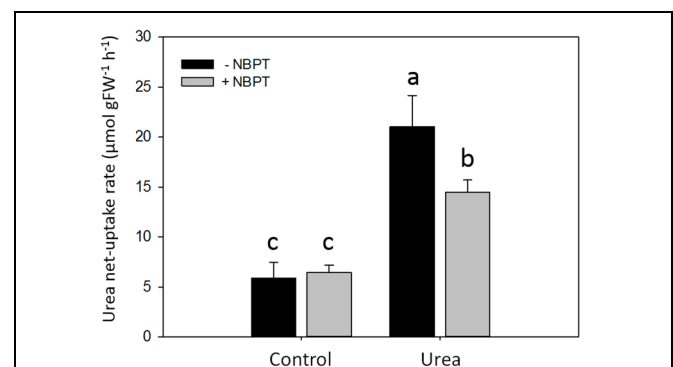 Urea net-uptake rate (µmol gFW⁻¹ h⁻¹)
30
25
20
15
10
5
0
- NBPT
+ NBPT
c
c
a
b
Control
Urea